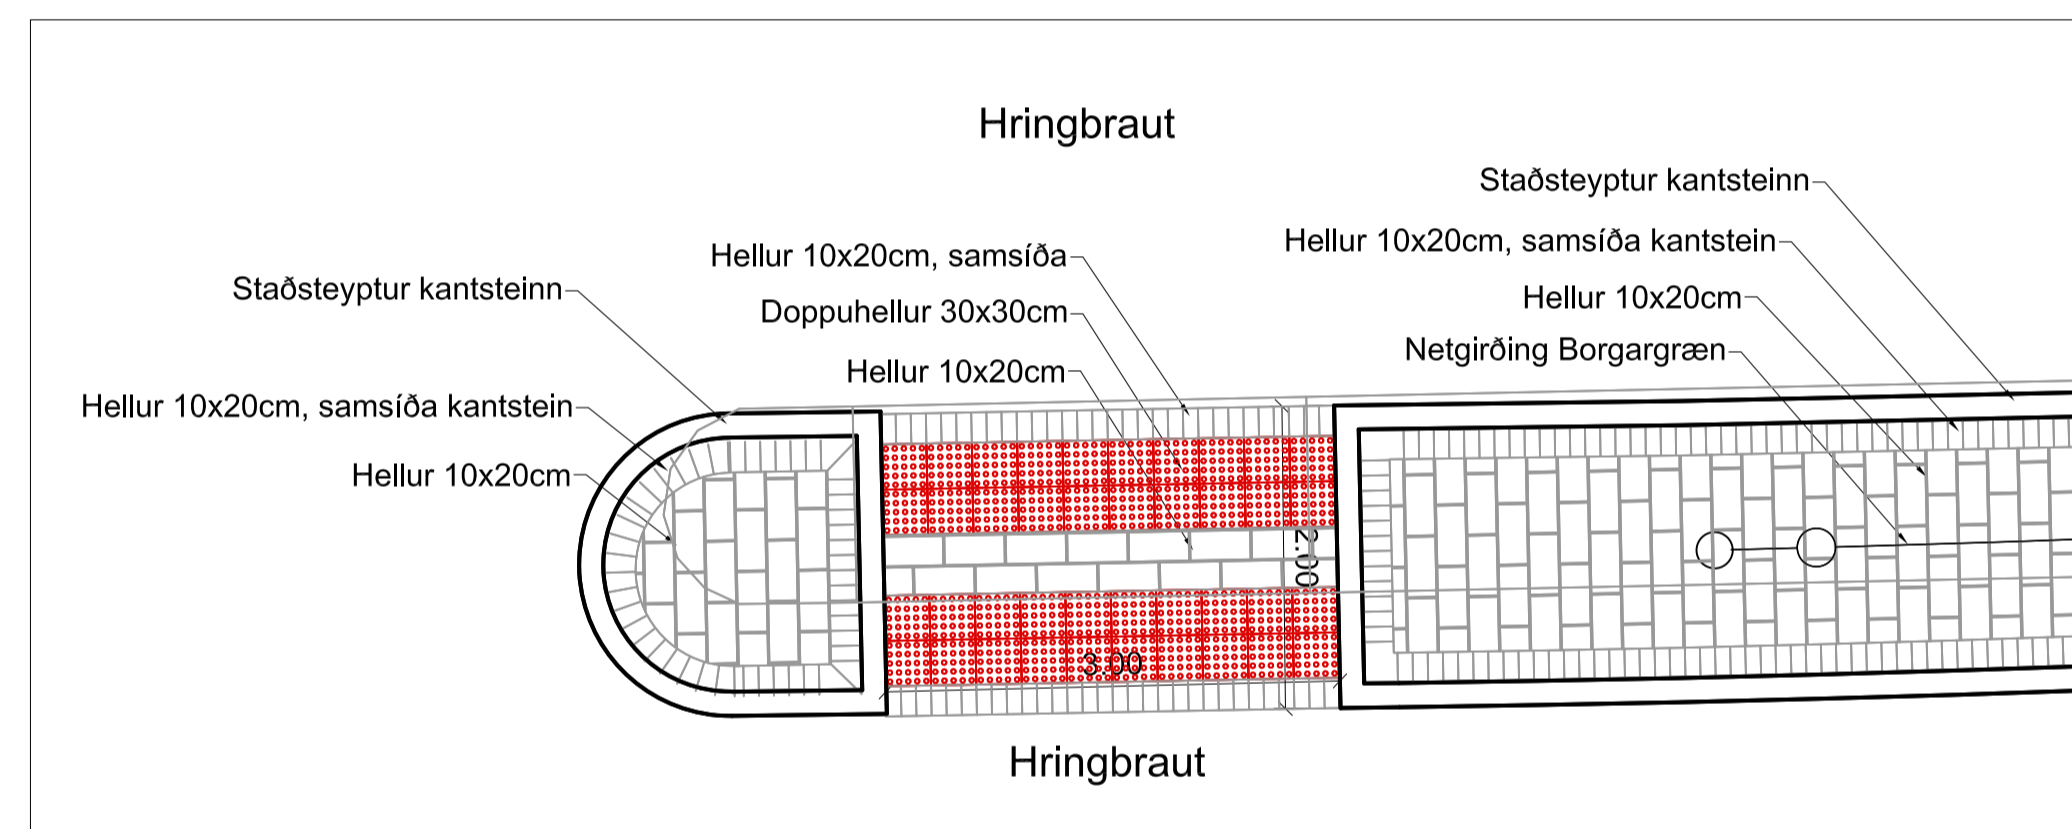 Hringbraut
Staðsteyptur kantsteinn
Hellur 10x20cm, samsíða kantstein
Hellur 10x20cm, samsíða
Staðsteyptur kantsteinn
Hellur 10x20cm
Doppuhellur 30x30cm
Netgirðing Borgargræn
Hellur 10x20cm
Hellur 10x20cm, samsíða kantstein
Hellur 10x20cm
2.00
3.00
Hringbraut